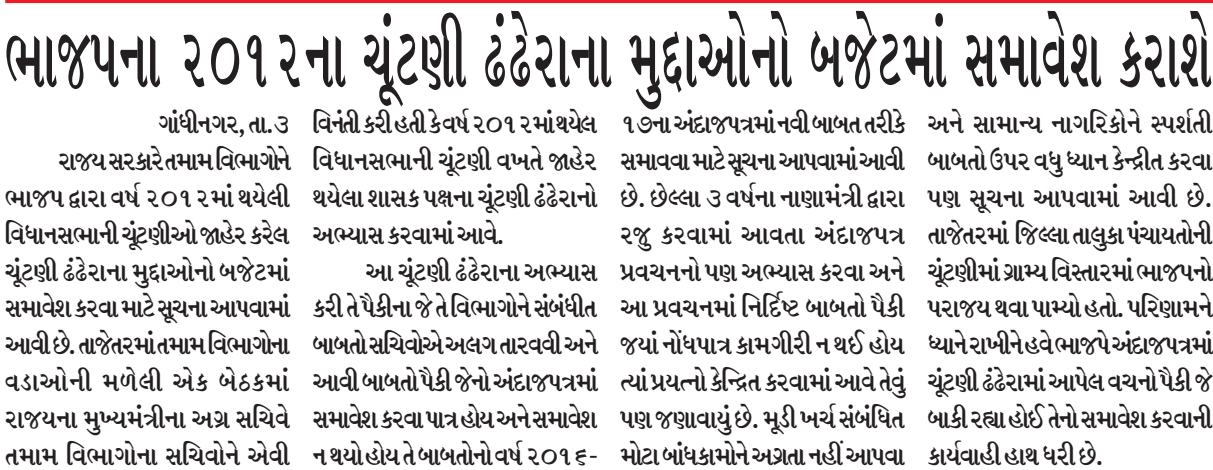 ભાજપના ૨૦૧૨ના ચૂંટણી ઢંઢેરાના મુદ્દાઓનો બજેટમાં સમાવેશ કરાશે
ગાંધીનગર, તા.૩
રાજય સરકારે તમામ વિભાગોને
ભાજપ દ્વારા વર્ષ ૨૦૧૨માં થયેલી
વિધાનસભાની ચૂંટણીઓ જાહેર કરેલ
ચૂંટણી ઢંઢેરાના મુદ્દાઓનો બજેટમાં
સમાવેશ કરવા માટે સૂચના આપવામાં
આવી છે. તાજેતરમાં તમામ વિભાગોના
વડાઓની મળેલી એક બેઠકમાં
રાજયના મુખ્યમંત્રીના અગ્ર સચિવે
તમામ વિભાગોના સચિવોને એવી
વિનંતી કરી હતી કે વર્ષ ૨૦૧૨માં થયેલ
વિધાનસભાની ચૂંટણી વખતે જાહેર
થયેલા શાસક પક્ષના ચૂંટણી ઢંઢેરાનો
અભ્યાસ કરવામાં આવે.
આ ચૂંટણી ઢંઢેરાના અભ્યાસ
કરી તે પૈકીના જે તે વિભાગોને સંબંધીત
બાબતો સચિવોએ અલગ તારવવી અને
આવી બાબતો પૈકી જેનો અંદાજપત્રમાં
સમાવેશ કરવા પાત્ર હોય અને સમાવેશ
ન થયો હોય તે બાબતોનો વર્ષ ૨૦૧૬-
૧૭ના અંદાજપત્રમાં નવી બાબત તરીકે
સમાવવા માટે સૂચના આપવામાં આવી
છે. છેલ્લા ૩ વર્ષના નાણામંત્રી દ્વારા
રજુ કરવામાં આવતા અંદાજપત્ર
પ્રવચનનો પણ અભ્યાસ કરવા અને
આ પ્રવચનમાં નિર્દિષ્ટ બાબતો પૈકી
જયાં નોંધપાત્ર કામગીરી ન થઈ હોય
ત્યાં પ્રયત્નો કેન્દ્રિત કરવામાં આવે તેવું
પણ જણાવાયું છે. મૂડી ખર્ચ સંબંધિત
મોટા બાંધકામોને અગ્રતા નહીં આપવા
અને સામાન્ય નાગરિકોને સ્પર્શતી
બાબતો ઉપર વધુ ધ્યાન કેન્દ્રીત કરવા
પણ સૂચના આપવામાં આવી છે.
તાજેતરમાં જિલ્લા તાલુકા પંચાયતોની
ચૂંટણીમાં ગ્રામ્ય વિસ્તારમાં ભાજપનો
પરાજય થવા પામ્યો હતો. પરિણામને
ધ્યાને રાખીને હવે ભાજપે અંદાજપત્રમાં
ચૂંટણી ઢંઢેરામાં આપેલ વચનો પૈકી જે
બાકી રહ્યા હોઈ તેનો સમાવેશ કરવાની
કાર્યવાહી હાથ ધરી છે.